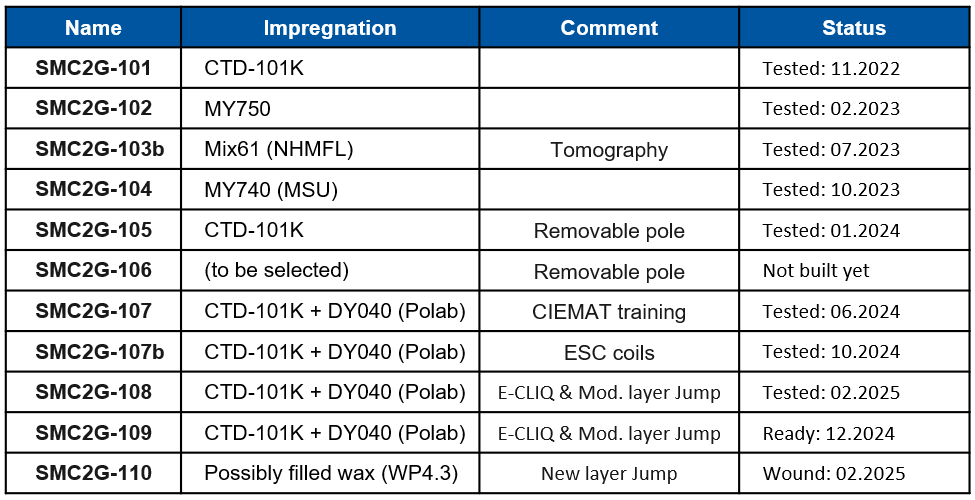 Name Impregnation Comment Status
SMC2G-101 CTD-101K Tested: 11.2022
SMC2G-102 MY750 Tested: 02.2023
SMC2G-103b Mix61 (NHMFL) Tomography Tested: 07.2023
SMC2G-104 MY740 (MSU) Tested: 10.2023
SMC2G-105 CTD-101K Removable pole Tested: 01.2024
SMC2G-106 (to be selected) Removable pole Not built yet
SMC2G-107 CTD-101K + DY040 (Polab) CIEMAT training Tested: 06.2024
SMC2G-107b CTD-101K + DY040 (Polab) ESC coils Tested: 10.2024
SMC2G-108 CTD-101K + DY040 (Polab) E-CLIQ & Mod. layer Jump Tested: 02.2025
SMC2G-109 CTD-101K + DY040 (Polab) E-CLIQ & Mod. layer Jump Ready: 12.2024
SMC2G-110 Possibly filled wax (WP4.3) New layer Jump Wound: 02.2025